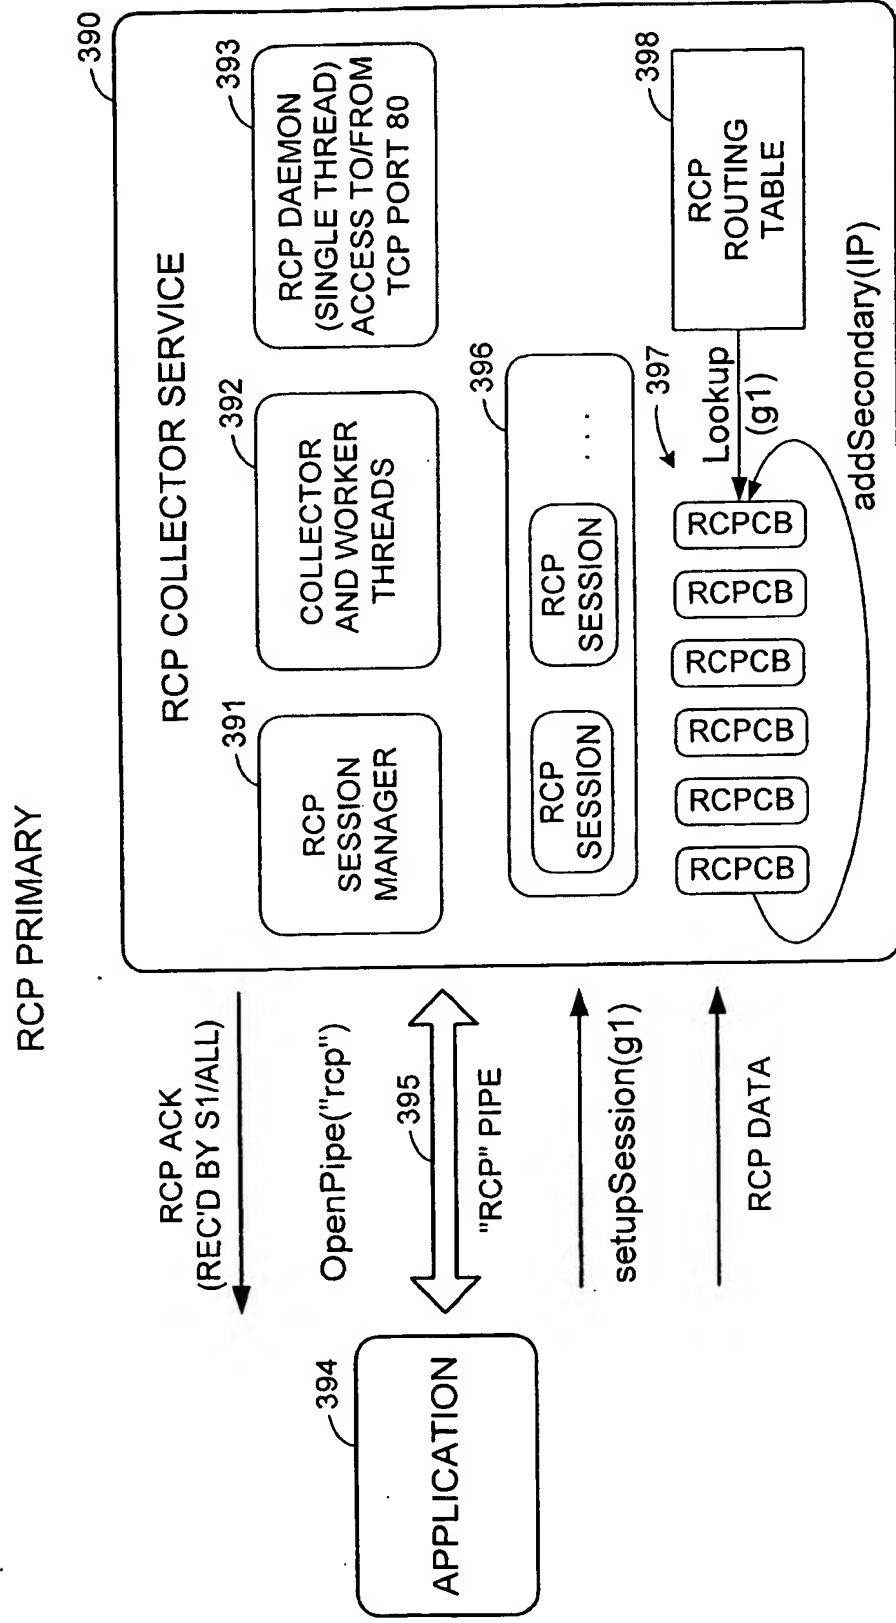 RCP PRIMARY
390
RCP COLLECTOR SERVICE
391
RCP
SESSION
MANAGER
392
COLLECTOR
AND WORKER
THREADS
393
RCP DAEMON
(SINGLE THREAD)
ACCESS TO/FROM
TCP PORT 80
RCP ACK
(REC'D BY S1/ALL)
394
APPLICATION
OpenPipe("rcp")
395
"RCP" PIPE
setupSession(g1)
RCP DATA
396
RCP
SESSION
RCP
SESSION
. . .
397
RCPCB
RCPCB
RCPCB
RCPCB
RCPCB
RCPCB
Lookup
(g1)
398
RCP
ROUTING
TABLE
addSecondary(IP)